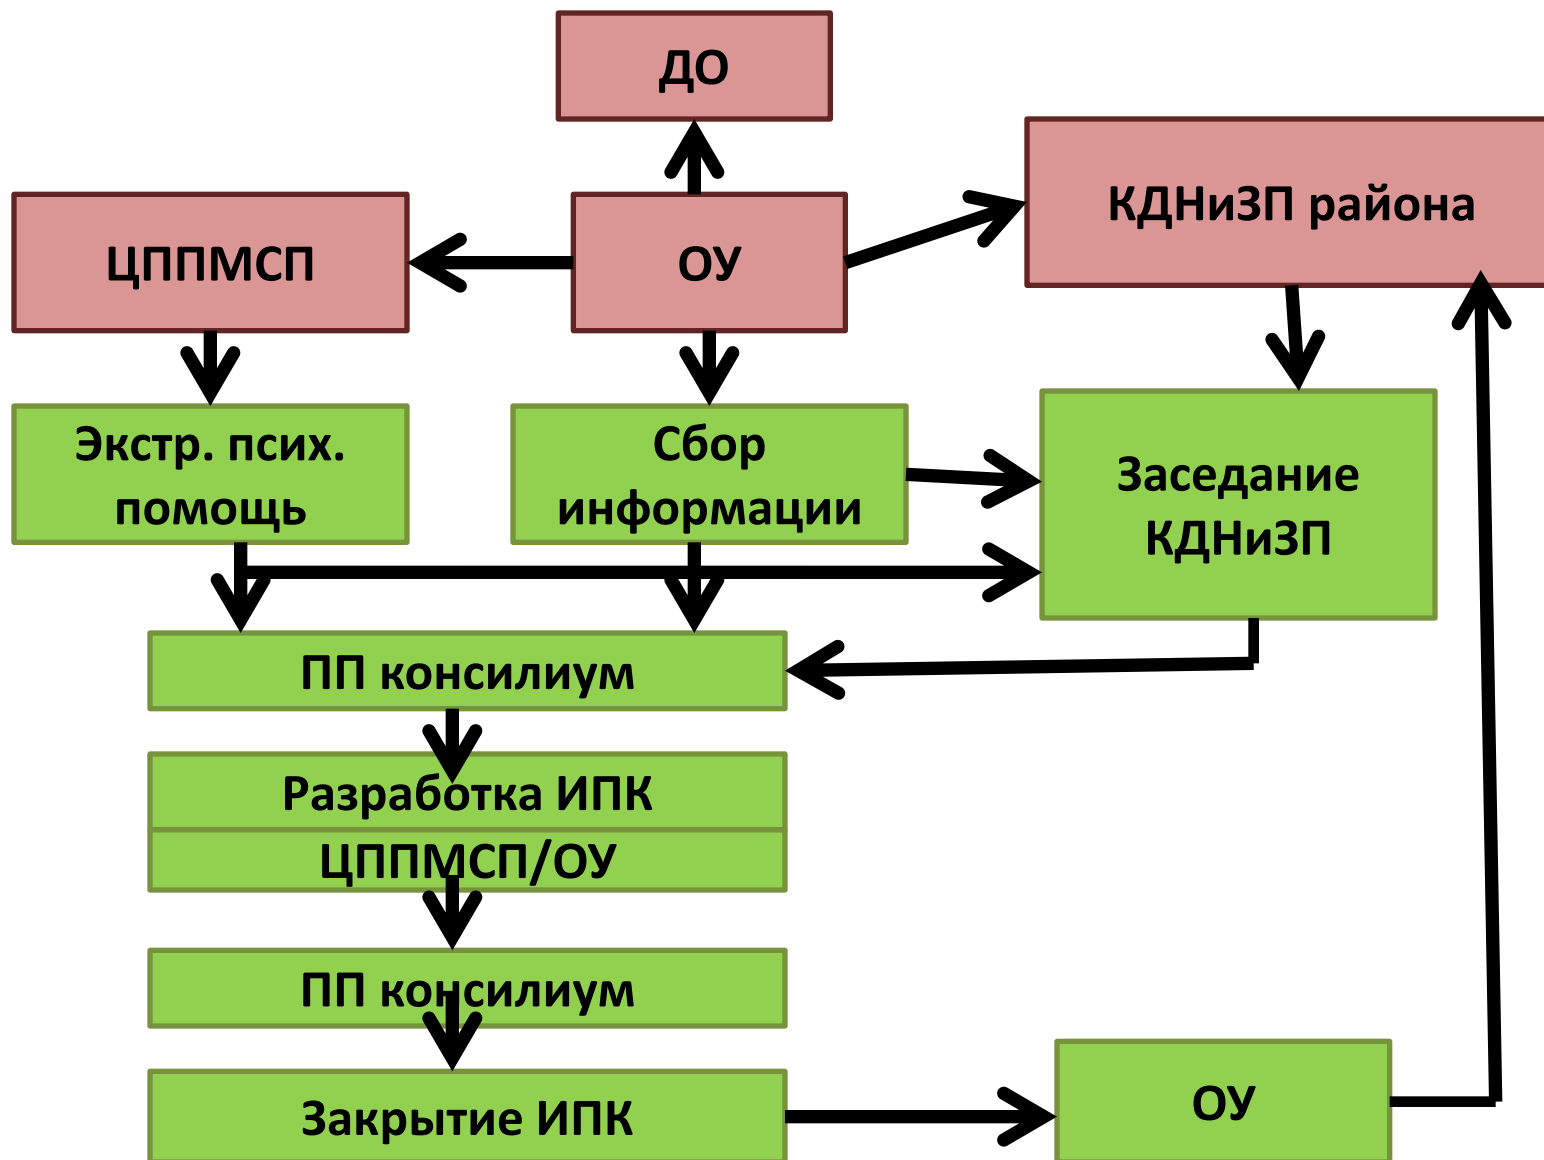 ДО
КДНиЗП района
ЦППМСП
ОУ
Экстр. псих.
помощь
Сбор
информации
Заседание
КДНиЗП
ПП консилиум
Разработка ИПК
ЦППМСП/ОУ
ПП консилиум
Закрытие ИПК
ОУ